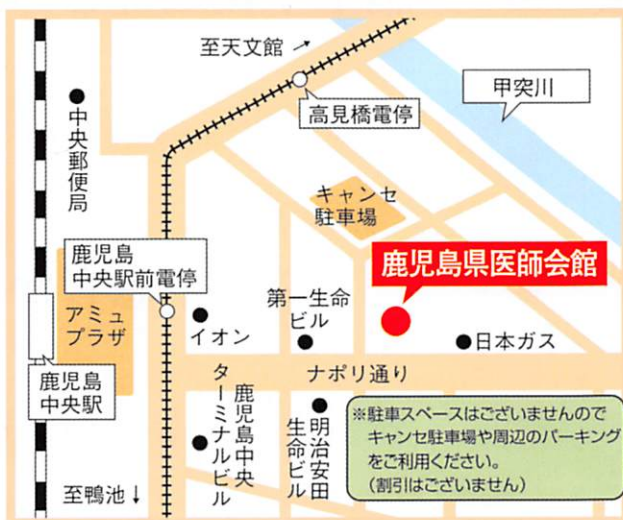 至天文館 ↗
甲突川
高見橋電停
中央郵便局
キャンセ
駐車場
鹿児島
中央駅前電停
鹿児島県医師会館
第一生命
ビル
アミュ
プラザ
イオン
日本ガス
ナポリ通り
鹿児島
中央駅
鹿児島中央
ターミナルビル
明治安田
生命ビル
※駐車スペースはございませんので
キャンセ駐車場や周辺のパーキング
をご利用ください。
(割引はございません)
至鴨池↓